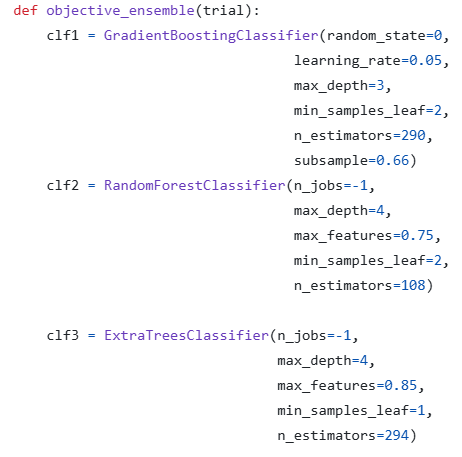 def objective_ensemble(trial):
    clf1 = GradientBoostingClassifier(random_state=0,
                                  learning_rate=0.05,
                                  max_depth=3,
                                  min_samples_leaf=2,
                                  n_estimators=290,
                                  subsample=0.66)
    clf2 = RandomForestClassifier(n_jobs=-1,
                                  max_depth=4,
                                  max_features=0.75,
                                  min_samples_leaf=2,
                                  n_estimators=108)

    clf3 = ExtraTreesClassifier(n_jobs=-1,
                                max_depth=4,
                                max_features=0.85,
                                min_samples_leaf=1,
                                n_estimators=294)